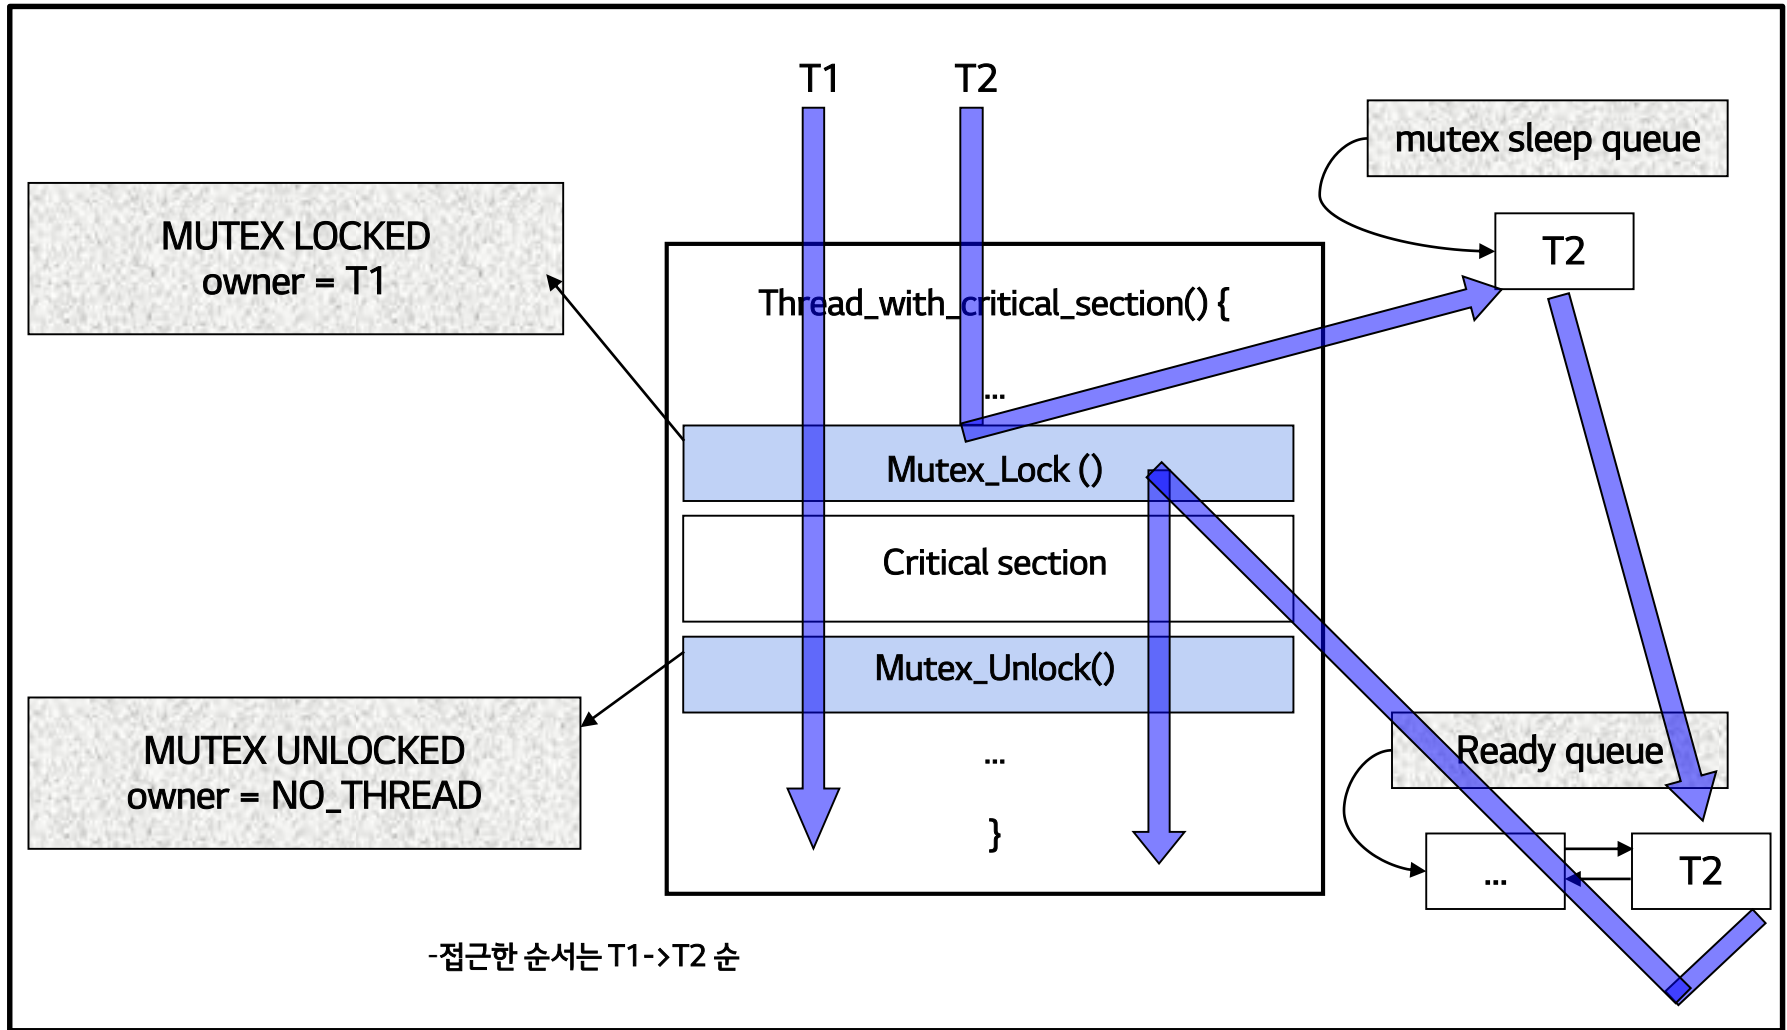 T1
T2
mutex sleep queue
T2
MUTEX LOCKED
owner = T1
Thread_with_critical_section() {
...
Mutex_Lock ()
Critical section
Mutex_Unlock()
...
}
MUTEX UNLOCKED
owner = NO_THREAD
Ready queue
...
T2
-접근한 순서는 T1->T2 순